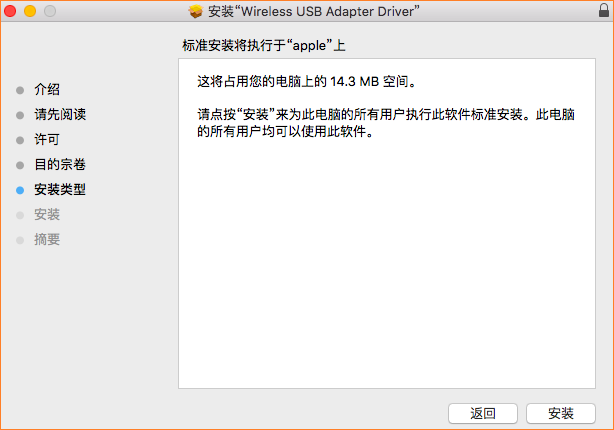 安装“Wireless USB Adapter Driver”
标准安装将执行于“apple”上
介绍
请先阅读
许可
目的宗卷
安装类型
安装
摘要
这将占用您的电脑上的 14.3 MB 空间。
请点按“安装”来为此电脑的所有用户执行此软件标准安装。此电脑
的所有用户均可以使用此软件。
返回
安装